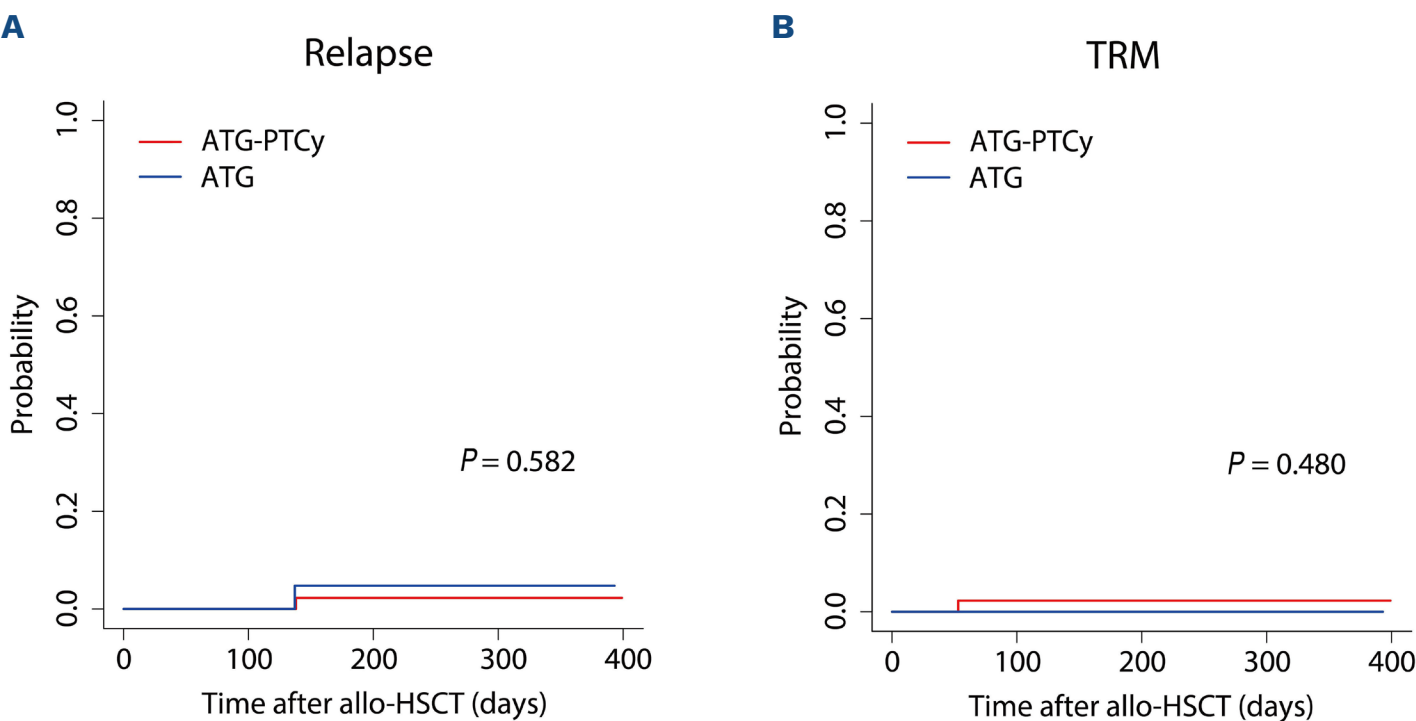 A
Relapse
1.0
0.8
0.6
0.4
0.2
0.0
Probability
ATG-PTCy
ATG
P = 0.582
0 100 200 300 400
Time after allo-HSCT (days)
B
TRM
1.0
0.8
0.6
0.4
0.2
0.0
Probability
ATG-PTCy
ATG
P = 0.480
0 100 200 300 400
Time after allo-HSCT (days)